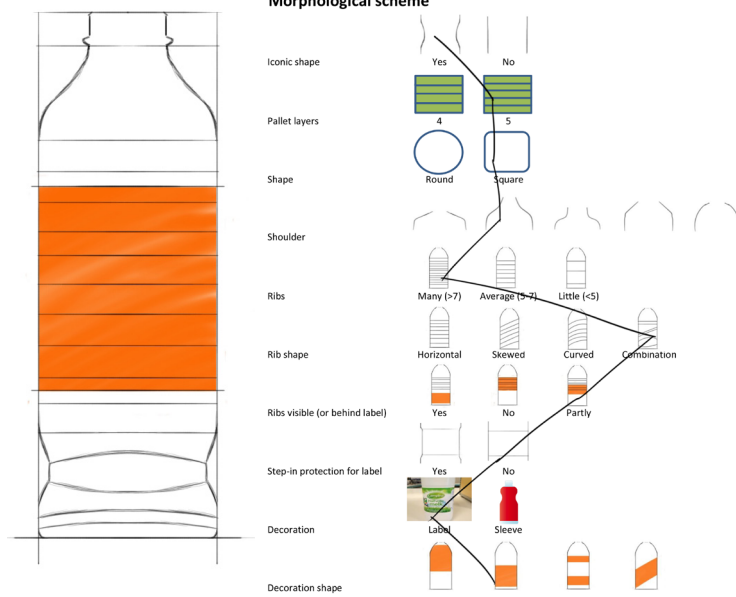 Morphological scheme
Iconic shape Yes No
Pallet layers 4 5
Shape Round Square
Shoulder
Ribs Many (>7) Average (5-7) Little (<5)
Rib shape Horizontal Skewed Curved Combination
Ribs visible (or behind label) Yes No Partly
Step-in protection for label Yes No
Decoration Label Sleeve
Decoration shape